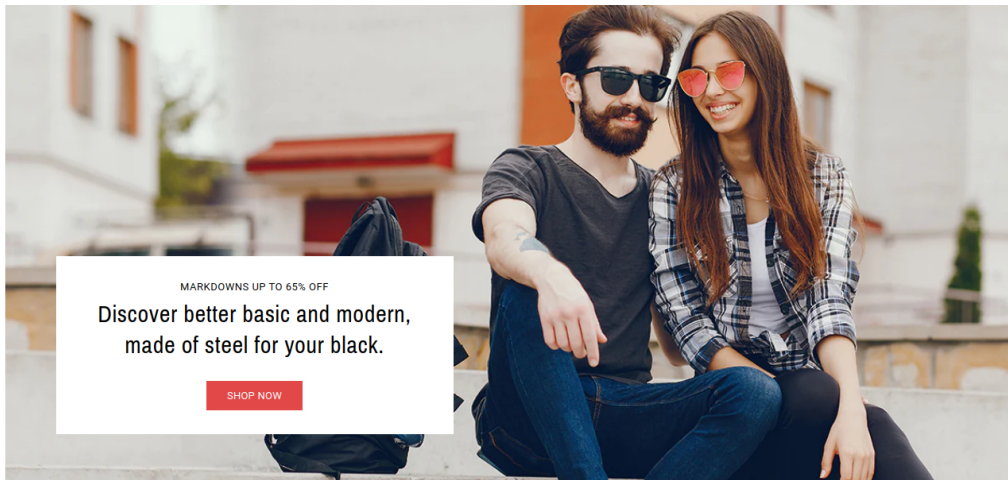 MARKDOWNS UP TO 65% OFF
Discover better basic and modern,
made of steel for your black.
SHOP NOW